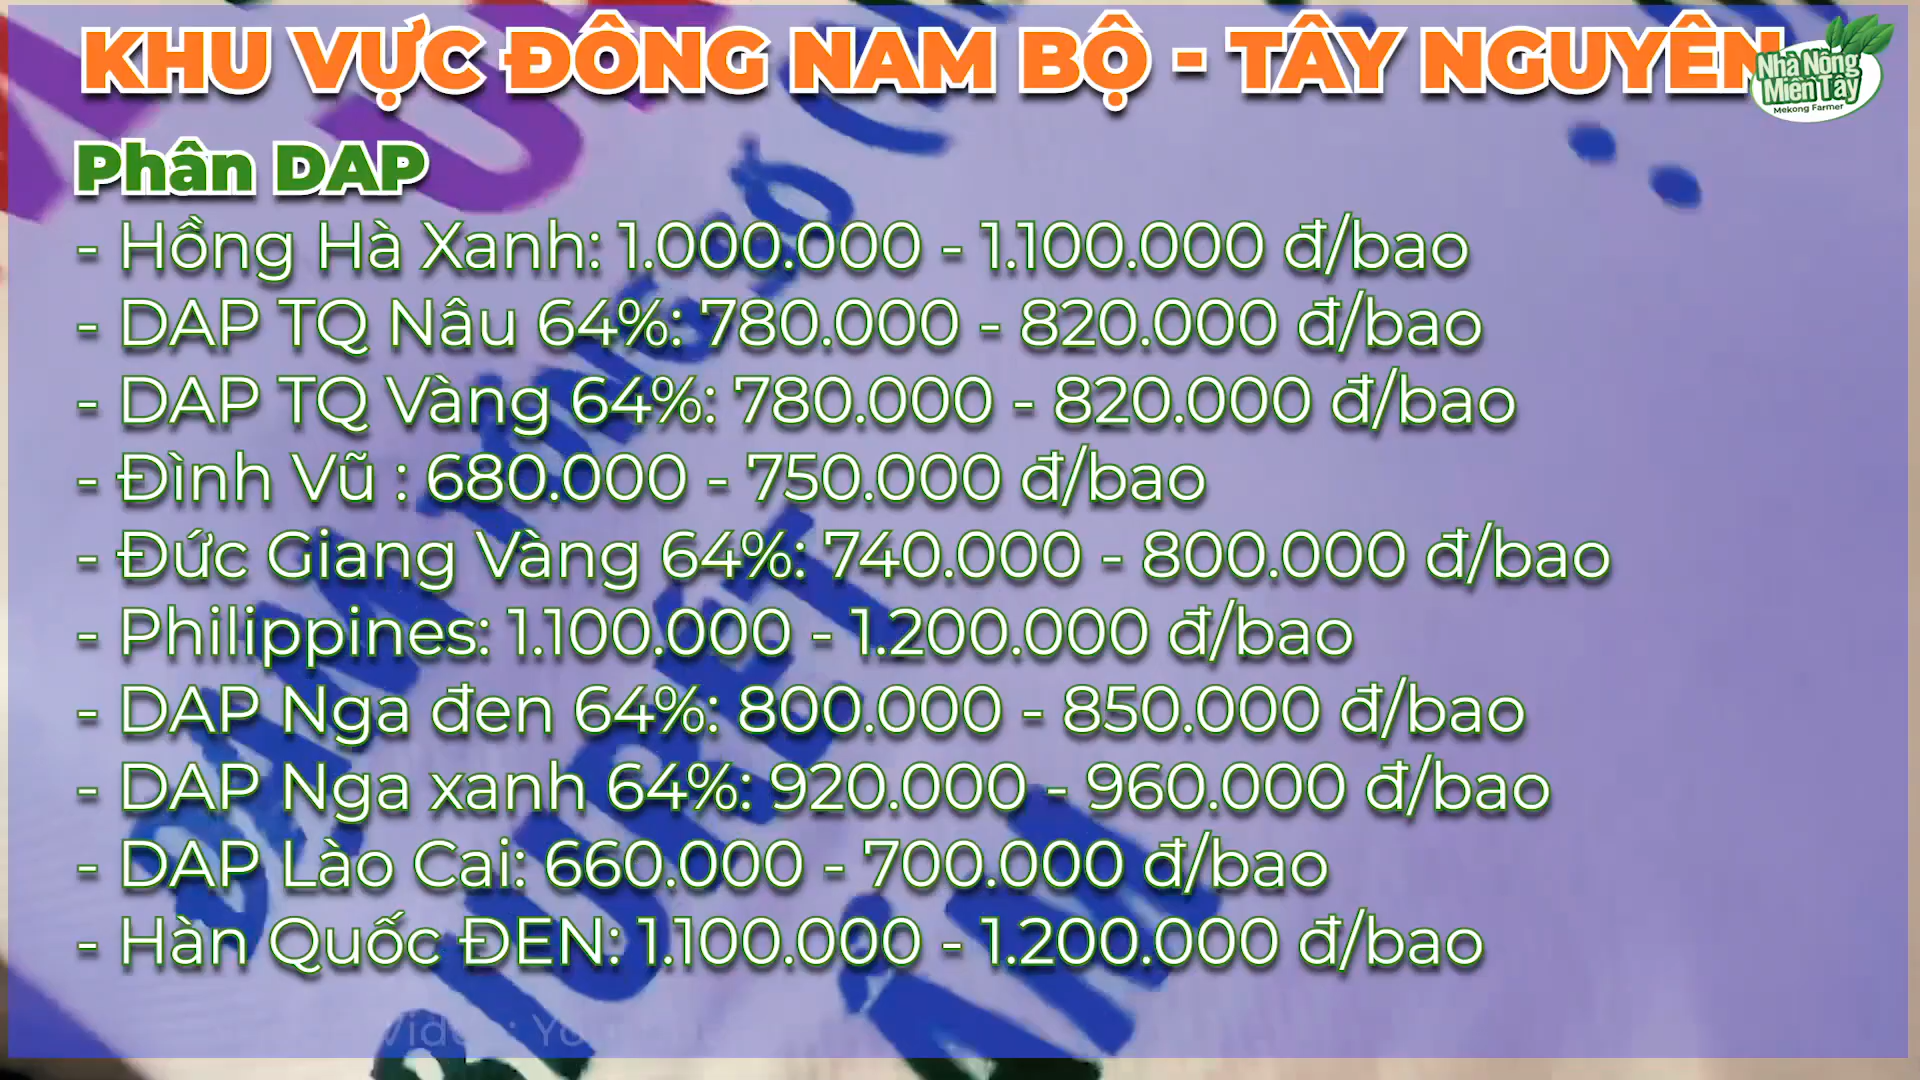 KHU VỰC ĐÔNG NAM BỘ - TÂY NGUYÊN
Nhà Nông
Miền Tây
Mekong Farmer
Phân DAP
- Hồng Hà Xanh: 1.000.000 - 1.100.000 đ/bao
- DAP TQ Nâu 64%: 780.000 - 820.000 đ/bao
- DAP TQ Vàng 64%: 780.000 - 820.000 đ/bao
- Đình Vũ : 680.000 - 750.000 đ/bao
- Đức Giang Vàng 64%: 740.000 - 800.000 đ/bao
- Philippines: 1.100.000 - 1.200.000 đ/bao
- DAP Nga đen 64%: 800.000 - 850.000 đ/bao
- DAP Nga xanh 64%: 920.000 - 960.000 đ/bao
- DAP Lào Cai: 660.000 - 700.000 đ/bao
- Hàn Quốc ĐEN: 1.100.000 - 1.200.000 đ/bao
ĐẠM TỔNG SỐ
BIURET
ẨM